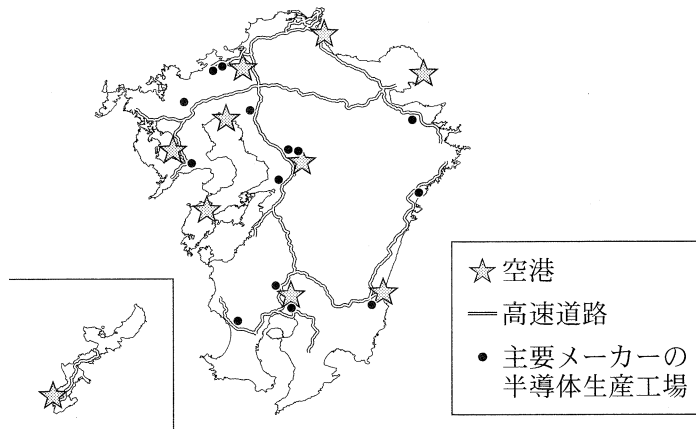 空港
高速道路
主要メーカーの
半導体生産工場